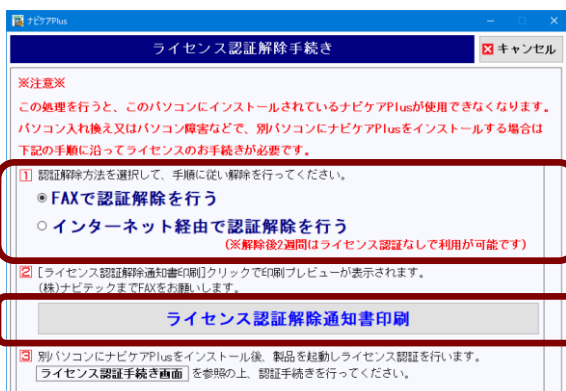 ナビケアPlus
ライセンス認証解除手続き
キャンセル
※注意※
この処理を行うと、このパソコンにインストールされているナビケアPlusが使用できなくなります。
パソコン入れ換え又はパソコン障害などで、別パソコンにナビケアPlusをインストールする場合は
下記の手順に沿ってライセンスのお手続きが必要です。
1 認証解除方法を選択して、手順に従い解除を行ってください。
FAXで認証解除を行う
インターネット経由で認証解除を行う
(※解除後2週間はライセンス認証なしで利用が可能です)
2 [ライセンス認証解除通知書印刷]クリックで印刷プレビューが表示されます。
(株)ナビテックまでFAXをお願いします。
ライセンス認証解除通知書印刷
3 別パソコンにナビケアPlusをインストール後、製品を起動しライセンス認証を行います。
ライセンス認証手続き画面 を参照の上、認証手続きを行ってください。